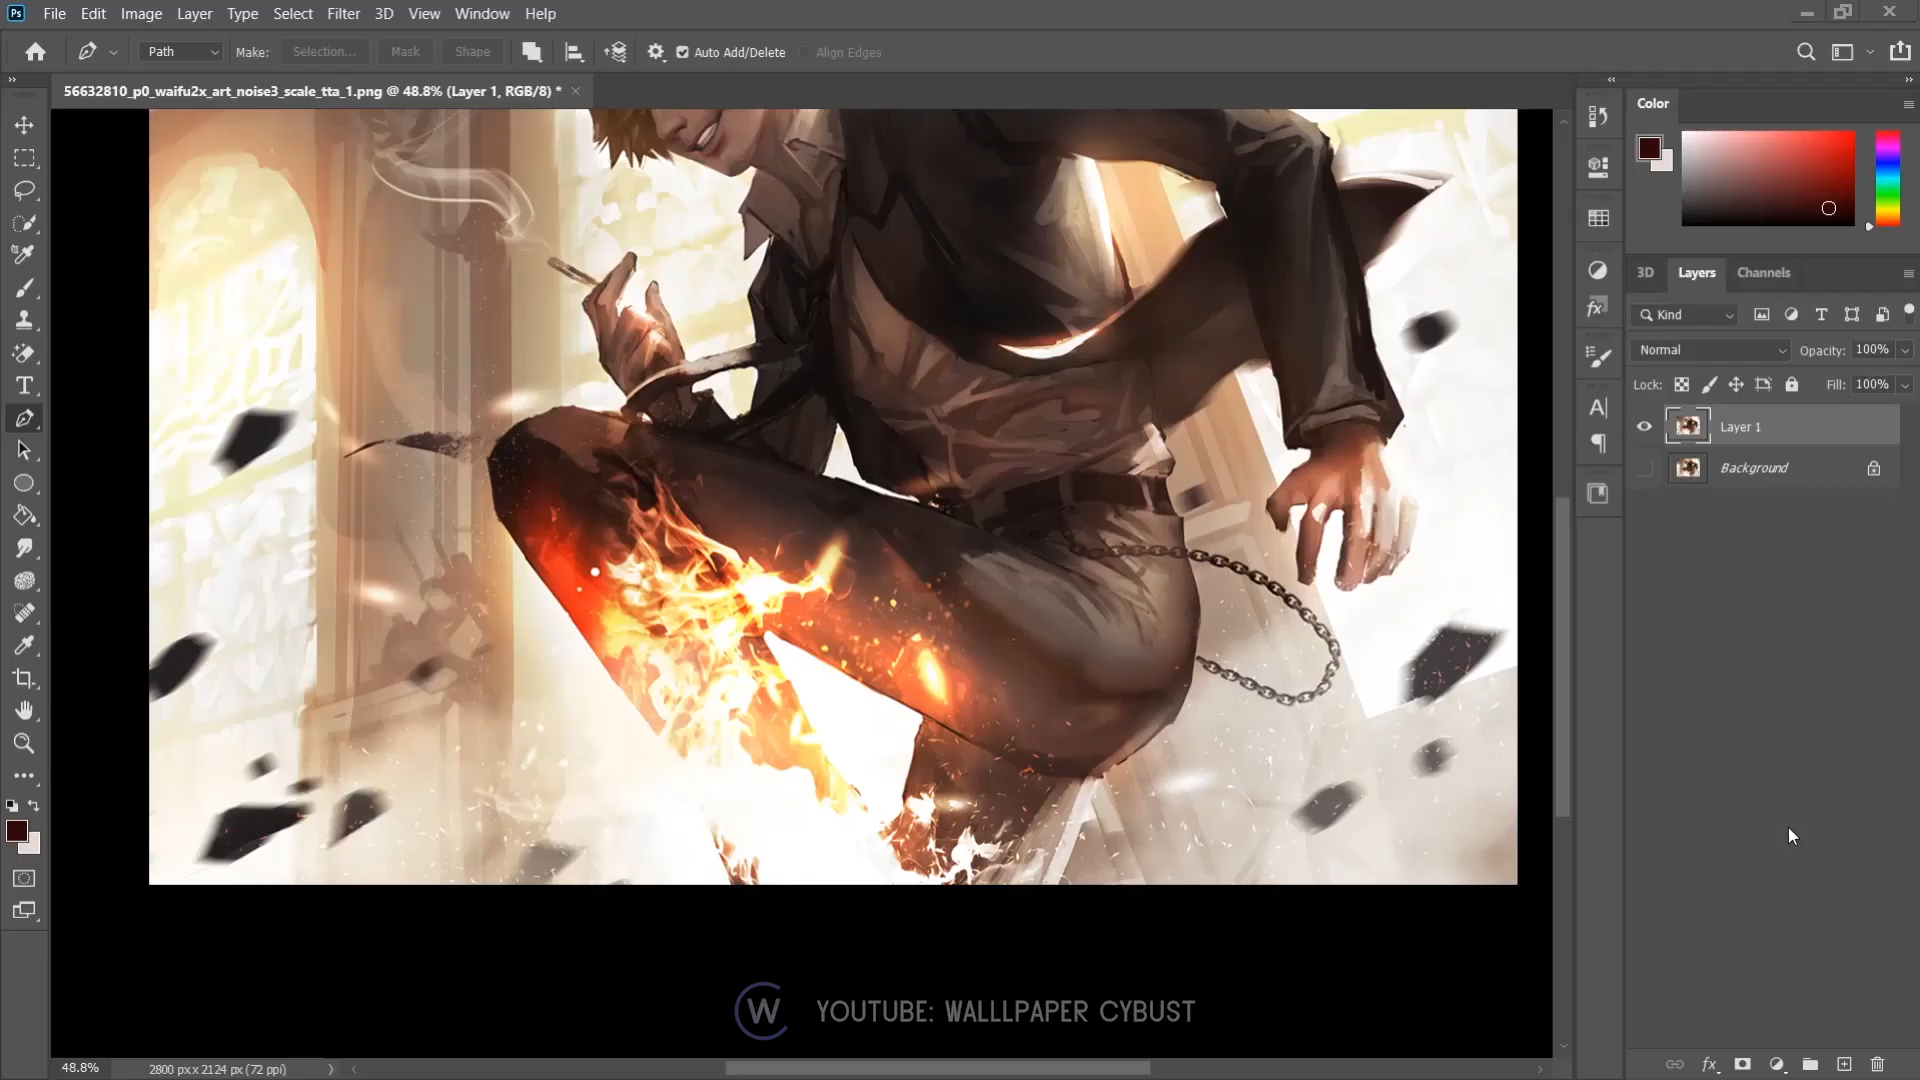 Ps File Edit Image Layer Type Select Filter 3D View Window Help
Path Make: Selection... Mask Shape Auto Add/Delete Align Edges
56632810_p0_waifu2x_art_noise3_scale_tta_1.png @ 48.8% (Layer 1, RGB/8) *
Color
3D Layers Channels
Kind
Normal Opacity: 100%
Lock: Fill: 100%
Layer 1
Background
W YOUTUBE: WALLLPAPER CYBUST
48.8% 2800 px x 2124 px (72 ppi)